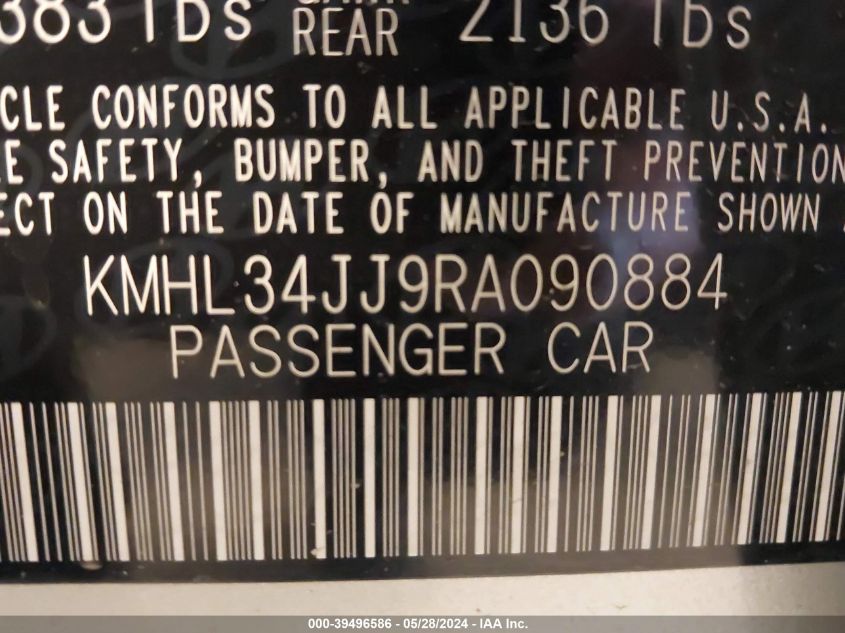 383 lbs REAR 2136 lbs
CLE CONFORMS TO ALL APPLICABLE U.S.A.
E SAFETY, BUMPER, AND THEFT PREVENTION
ECT ON THE DATE OF MANUFACTURE SHOWN
KMHL34JJ9RA090884
PASSENGER CAR
000-39496586 - 05/28/2024 - IAA Inc.